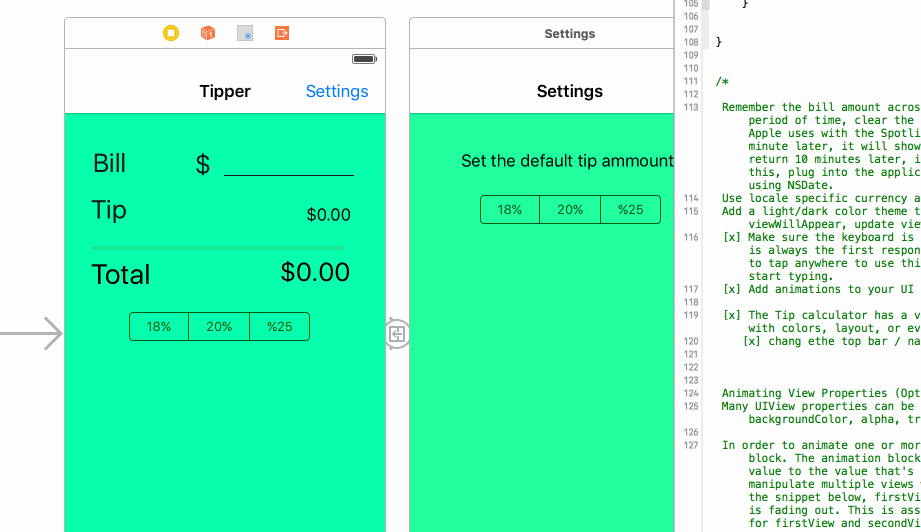 Tipper
Settings
Bill
$
Tip
$0.00
Total
$0.00
18%
20%
%25
Settings
Settings
Set the default tip ammount
18%
20%
%25
105 }
106
107
108 }
109
110
111 /*
112
113 Remember the bill amount across
period of time, clear the
Apple uses with the Spotli
minute later, it will show
return 10 minutes later, i
this, plug into the applic
using NSDate.
114 Use locale specific currency a
115 Add a light/dark color theme t
viewWillAppear, update vie
116 [x] Make sure the keyboard is
is always the first respon
to tap anywhere to use thi
start typing.
117 [x] Add animations to your UI
118
119 [x] The Tip calculator has a v
with colors, layout, or ev
120 [x] chang ethe top bar / na
121
122
123
124 Animating View Properties (Opt
125 Many UIView properties can be
backgroundColor, alpha, tr
126
127 In order to animate one or mor
block. The animation block
value to the value that's
manipulate multiple views
the snippet below, firstVi
is fading out. This is ass
for firstView and secondVi